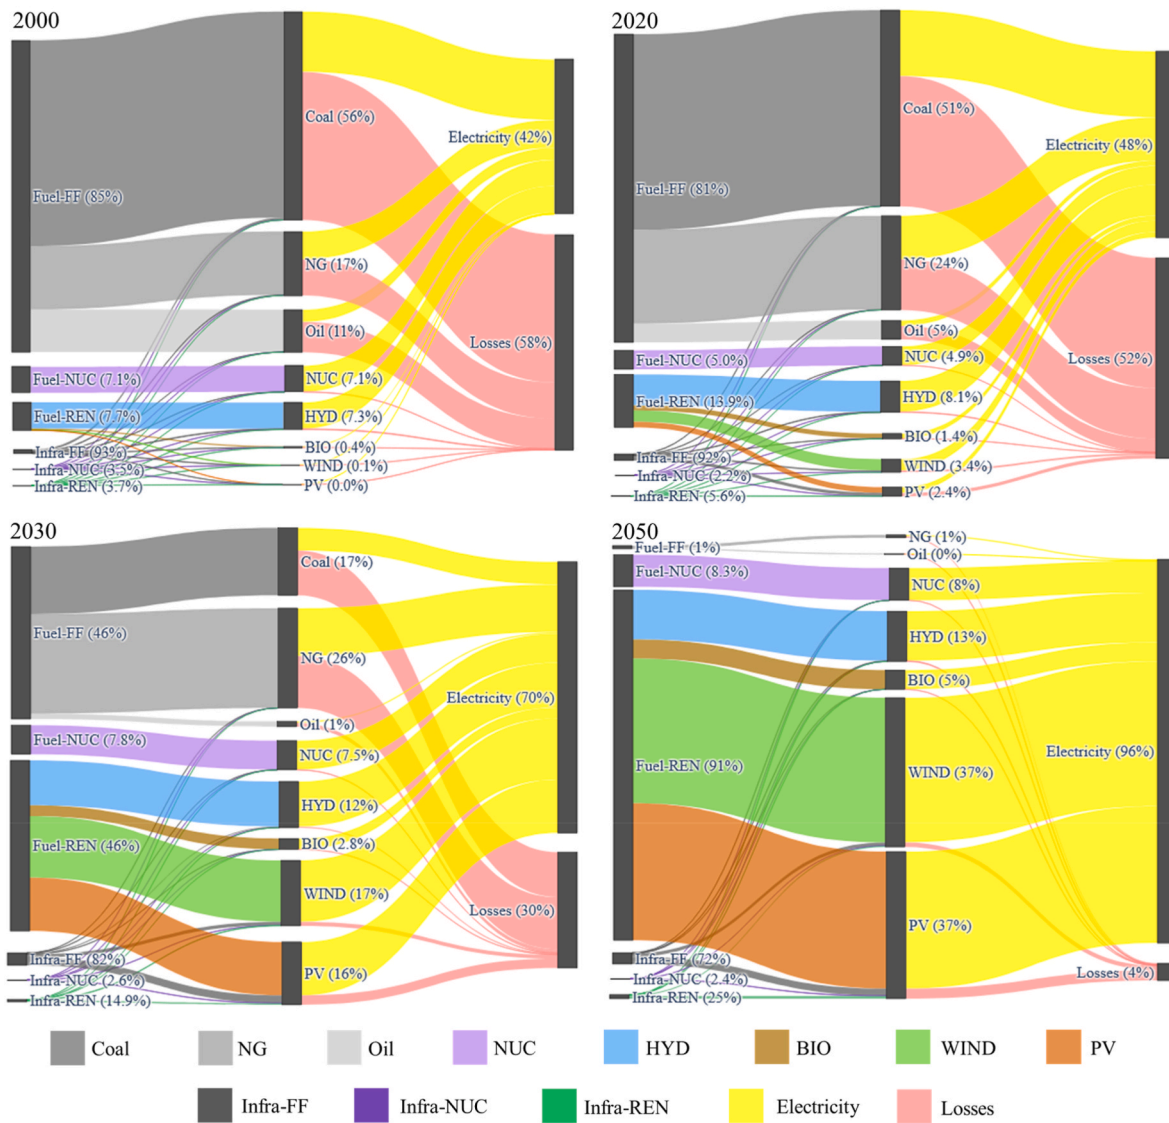 2000
Fuel-FF (85%)
Fuel-NUC (7.1%)
Fuel-REN (7.7%)
Infra-FF (93%)
Infra-NUC (3.5%)
Infra-REN (3.7%)
Coal (56%)
NG (17%)
Oil (11%)
NUC (7.1%)
HYD (7.3%)
BIO (0.4%)
WIND (0.1%)
PV (0.0%)
Electricity (42%)
Losses (58%)
2020
Fuel-FF (81%)
Fuel-NUC (5.0%)
Fuel-REN (13.9%)
Infra-FF (92%)
Infra-NUC (2.2%)
Infra-REN (5.6%)
Coal (51%)
NG (24%)
Oil (5%)
NUC (4.9%)
HYD (8.1%)
BIO (1.4%)
WIND (3.4%)
PV (2.4%)
Electricity (48%)
Losses (52%)
2030
Fuel-FF (46%)
Fuel-NUC (7.8%)
Fuel-REN (46%)
Infra-FF (82%)
Infra-NUC (2.6%)
Infra-REN (14.9%)
Coal (17%)
NG (26%)
Oil (1%)
NUC (7.5%)
HYD (12%)
BIO (2.8%)
WIND (17%)
PV (16%)
Electricity (70%)
Losses (30%)
2050
Fuel-FF (1%)
Fuel-NUC (8.3%)
Fuel-REN (91%)
Infra-FF (72%)
Infra-NUC (2.4%)
Infra-REN (25%)
NG (1%)
Oil (0%)
NUC (8%)
HYD (13%)
BIO (5%)
WIND (37%)
PV (37%)
Electricity (96%)
Losses (4%)
Coal NG Oil NUC HYD BIO WIND PV
Infra-FF Infra-NUC Infra-REN Electricity Losses